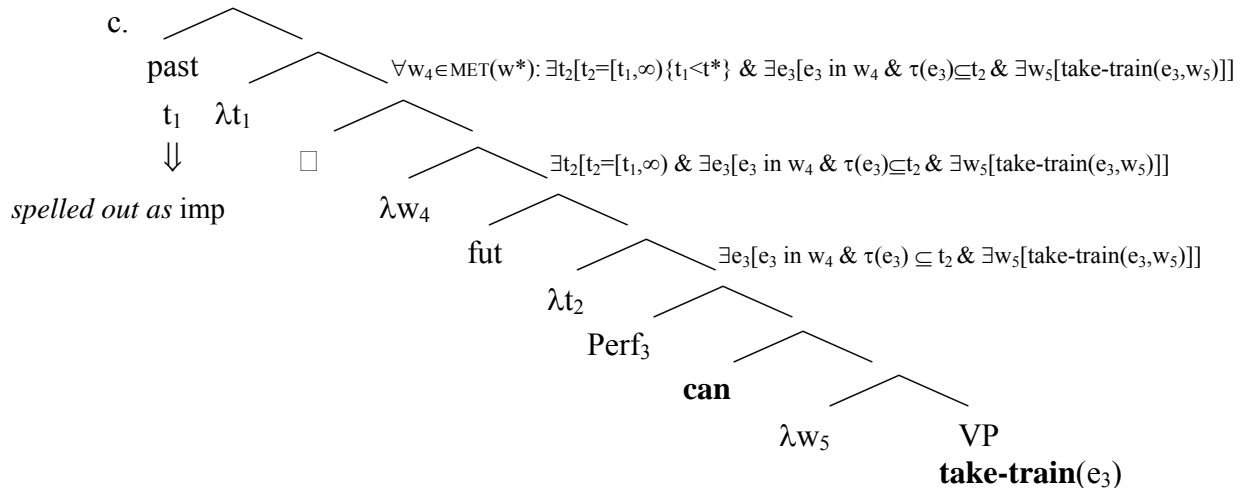 c.
past ∀w₄∈MET(w*): ∃t₂[t₂=[t₁,∞){t₁<t*} & ∃e₃[e₃ in w₄ & τ(e₃)⊆t₂ & ∃w₅[take-train(e₃,w₅)]]
t₁ λt₁
⇓ □ ∃t₂[t₂=[t₁,∞) & ∃e₃[e₃ in w₄ & τ(e₃)⊆t₂ & ∃w₅[take-train(e₃,w₅)]]
spelled out as imp λw₄
fut ∃e₃[e₃ in w₄ & τ(e₃) ⊆ t₂ & ∃w₅[take-train(e₃,w₅)]]
λt₂
Perf₃
can
λw₅ VP
take-train(e₃)